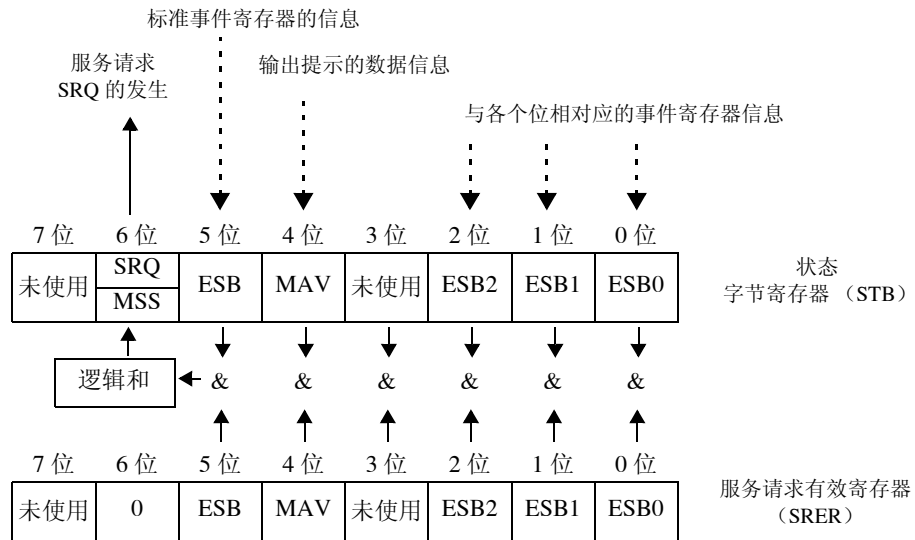 标准事件寄存器的信息
服务请求
SRQ 的发生
输出提示的数据信息
与各个位相对应的事件寄存器信息
7 位 6 位 5 位 4 位 3 位 2 位 1 位 0 位
未使用 SRQ MSS ESB MAV 未使用 ESB2 ESB1 ESB0
状态
字节寄存器 （STB）
逻辑和 & & & & & &
7 位 6 位 5 位 4 位 3 位 2 位 1 位 0 位
未使用 0 ESB MAV 未使用 ESB2 ESB1 ESB0
服务请求有效寄存器
（SRER）